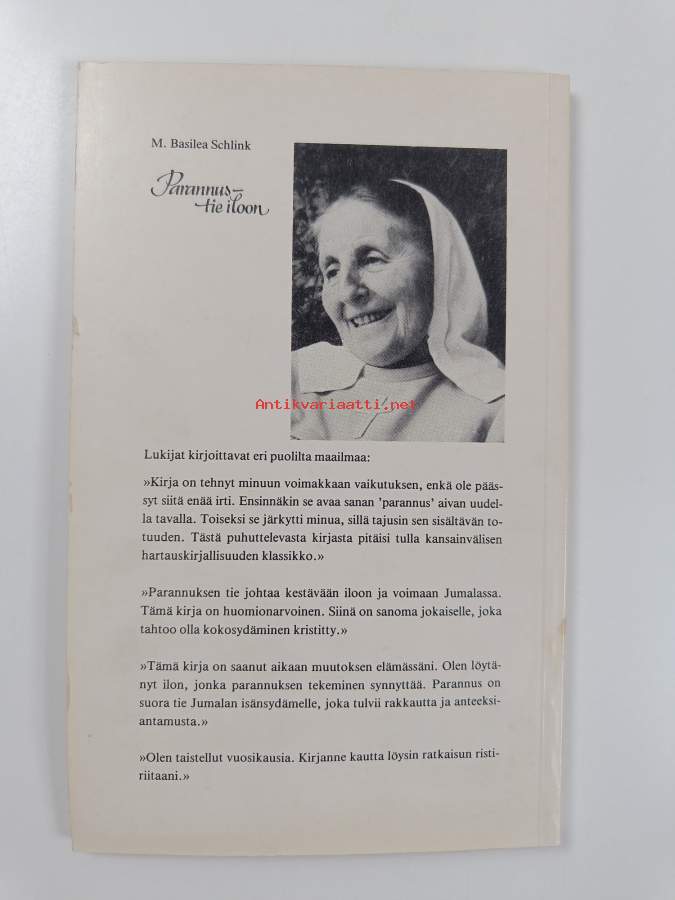 M. Basilea Schlink
Parannus–
tie iloon
Antikvariaatti.net
Lukijat kirjoittavat eri puolilta maailmaa:
»Kirja on tehnyt minuun voimakkaan vaikutuksen, enkä ole pääs-
syt siitä enää irti. Ensinnäkin se avaa sanan 'parannus' aivan uudel-
la tavalla. Toiseksi se järkytti minua, sillä tajusin sen sisältävän to-
tuuden. Tästä puhuttelevasta kirjasta pitäisi tulla kansainvälisen
hartauskirjallisuuden klassikko.»
»Parannuksen tie johtaa kestävään iloon ja voimaan Jumalassa.
Tämä kirja on huomionarvoinen. Siinä on sanoma jokaiselle, joka
tahtoo olla kokosydäminen kristitty.»
»Tämä kirja on saanut aikaan muutoksen elämässäni. Olen löytä-
nyt ilon, jonka parannuksen tekeminen synnyttää. Parannus on
suora tie Jumalan isänsydämelle, joka tulvii rakkautta ja anteeksi-
antamusta.»
»Olen taistellut vuosikausia. Kirjanne kautta löysin ratkaisun risti-
riitaani.»